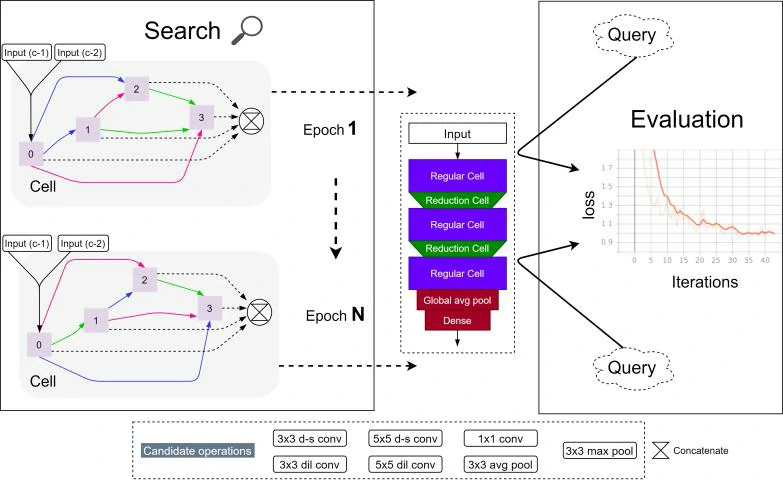 Search
Input (c-1)
Input (c-2)
2
3
1
0
Cell
Epoch 1
Input (c-1)
Input (c-2)
2
3
1
0
Cell
Epoch N
Input
Regular Cell
Reduction Cell
Regular Cell
Reduction Cell
Regular Cell
Global avg pool
Dense
Query
Evaluation
loss
1.7
1.5
1.3
1.1
0.9
0 5 10 15 20 25 30 35 40
Iterations
Query
Candidate operations
3x3 d-s conv
5x5 d-s conv
1x1 conv
3x3 dil conv
5x5 dil conv
3x3 avg pool
3x3 max pool
Concatenate